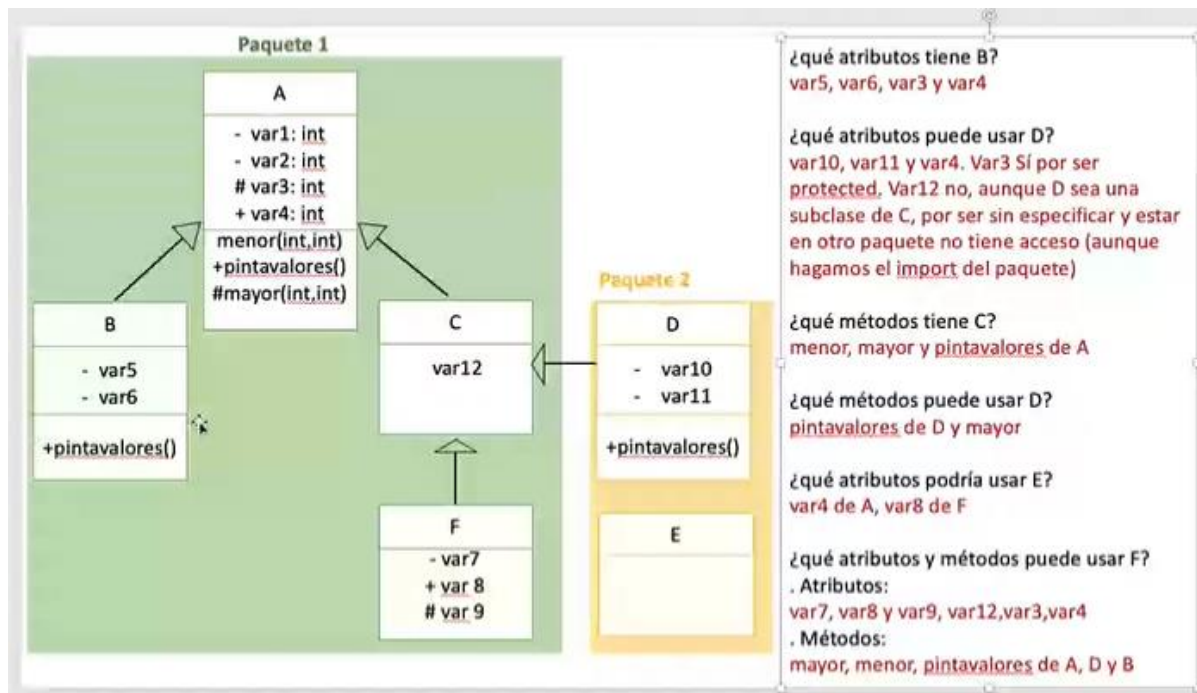 Paquete 1
A
- var1: int
- var2: int
# var3: int
+ var4: int
menor(int,int)
+pintavalores()
#mayor(int,int)
B
- var5
- var6
+pintavalores()
C
var12
F
- var7
+ var 8
# var 9
Paquete 2
D
- var10
- var11
+pintavalores()
E
¿qué atributos tiene B?
var5, var6, var3 y var4
¿qué atributos puede usar D?
var10, var11 y var4. Var3 Sí por ser
protected. Var12 no, aunque D sea una
subclase de C, por ser sin especificar y estar
en otro paquete no tiene acceso (aunque
hagamos el import del paquete)
¿qué métodos tiene C?
menor, mayor y pintavalores de A
¿qué métodos puede usar D?
pintavalores de D y mayor
¿qué atributos podría usar E?
var4 de A, var8 de F
¿qué atributos y métodos puede usar F?
. Atributos:
var7, var8 y var9, var12,var3,var4
. Métodos:
mayor, menor, pintavalores de A, D y B